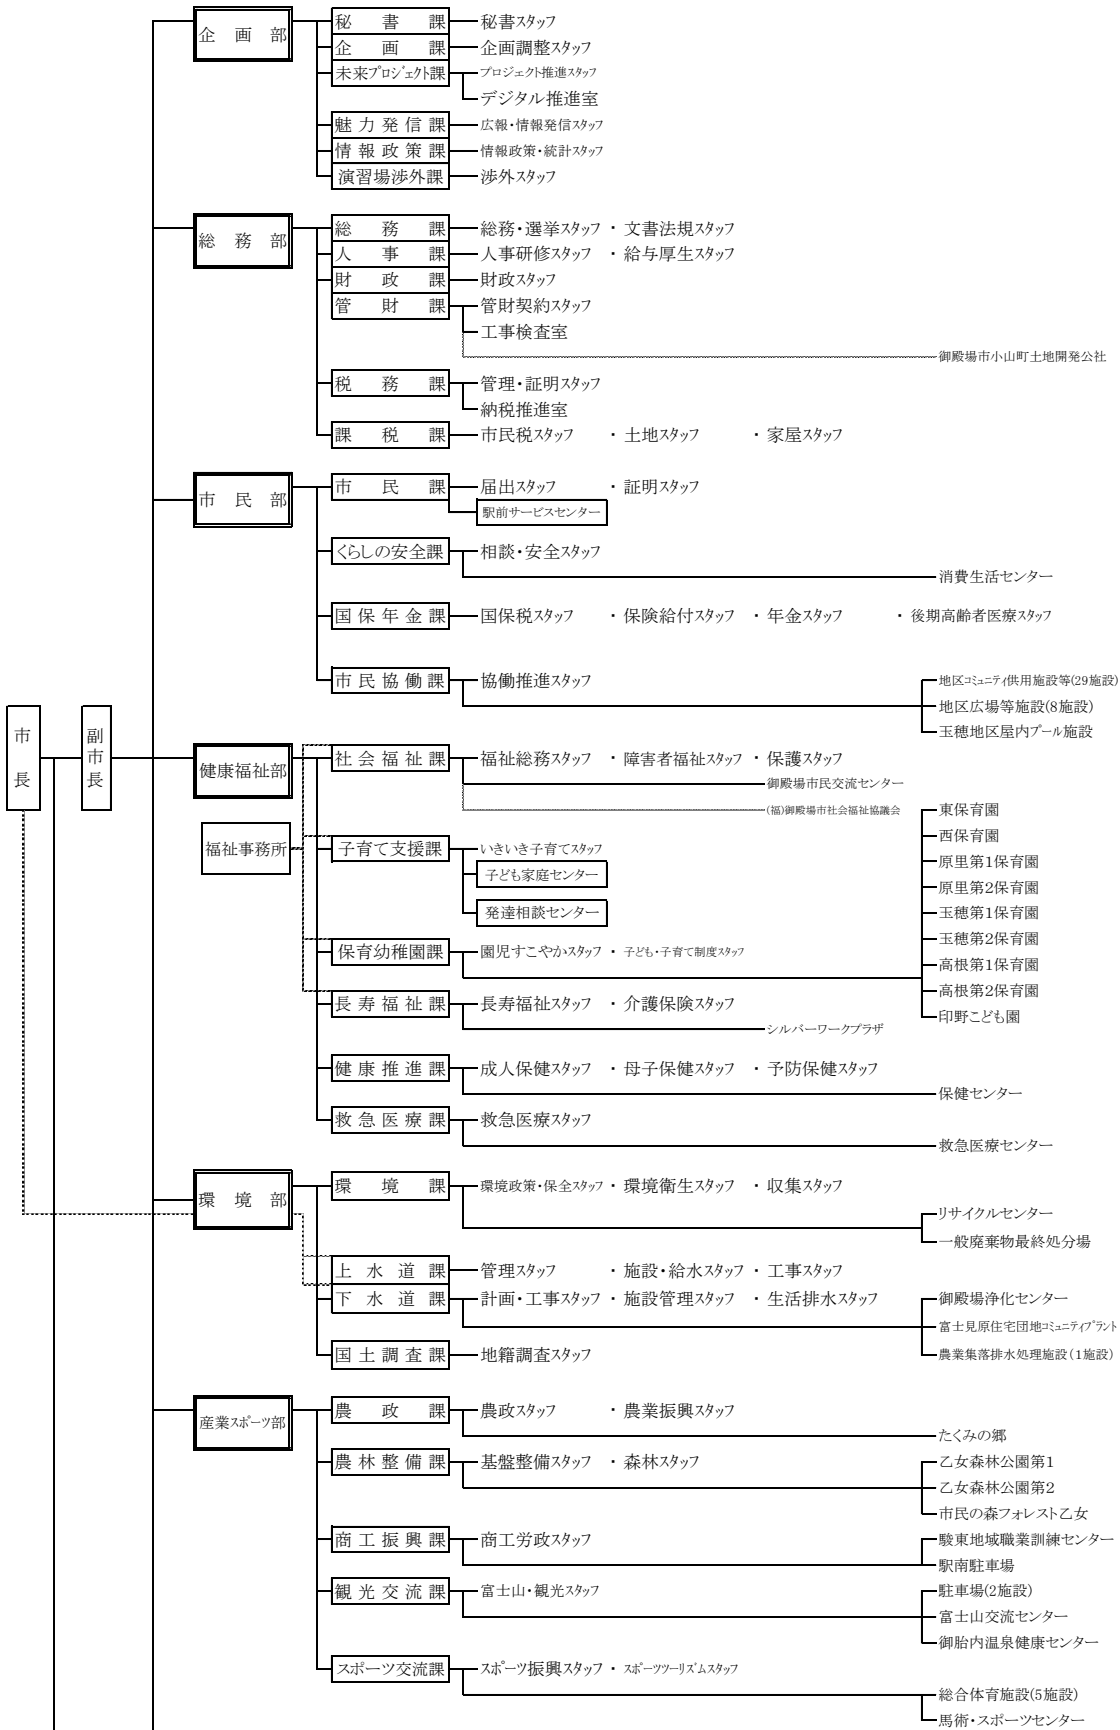 企画部
秘書課 秘書スタッフ
企画課 企画調整スタッフ
未来プロジェクト課 プロジェクト推進スタッフ
デジタル推進室
魅力発信課 広報・情報発信スタッフ
情報政策課 情報政策・統計スタッフ
演習場渉外課 渉外スタッフ
総務部
総務課 総務・選挙スタッフ ・ 文書法規スタッフ
人事課 人事研修スタッフ ・ 給与厚生スタッフ
財政課 財政スタッフ
管財課 管財契約スタッフ
工事検査室
御殿場市小山町土地開発公社
税務課 管理・証明スタッフ
納税推進室
課税課 市民税スタッフ ・ 土地スタッフ ・ 家屋スタッフ
市民部
市民課 届出スタッフ ・ 証明スタッフ
駅前サービスセンター
くらしの安全課 相談・安全スタッフ
消費生活センター
国保年金課 国保税スタッフ ・ 保険給付スタッフ ・ 年金スタッフ ・ 後期高齢者医療スタッフ
市民協働課 協働推進スタッフ
地区コミュニティ供用施設等(29施設)
地区広場等施設(8施設)
玉穂地区屋内プール施設
市長
副市長
健康福祉部
福祉事務所
社会福祉課 福祉総務スタッフ ・ 障害者福祉スタッフ ・ 保護スタッフ
御殿場市民交流センター
(福)御殿場市社会福祉協議会
子育て支援課 いきいき子育てスタッフ
子ども家庭センター
発達相談センター
保育幼稚園課 園児すこやかスタッフ ・ 子ども・子育て制度スタッフ
東保育園
西保育園
原里第1保育園
原里第2保育園
玉穂第1保育園
玉穂第2保育園
高根第1保育園
高根第2保育園
印野こども園
長寿福祉課 長寿福祉スタッフ ・ 介護保険スタッフ
シルバーワークプラザ
健康推進課 成人保健スタッフ ・ 母子保健スタッフ ・ 予防保健スタッフ
保健センター
救急医療課 救急医療スタッフ
救急医療センター
環境部
環境課 環境政策・保全スタッフ ・ 環境衛生スタッフ ・ 収集スタッフ
リサイクルセンター
一般廃棄物最終処分場
上水道課 管理スタッフ ・ 施設・給水スタッフ ・ 工事スタッフ
下水道課 計画・工事スタッフ ・ 施設管理スタッフ ・ 生活排水スタッフ
御殿場浄化センター
富士見原住宅団地コミュニティプラント
農業集落排水処理施設(1施設)
国土調査課 地籍調査スタッフ
産業スポーツ部
農政課 農政スタッフ ・ 農業振興スタッフ
たくみの郷
農林整備課 基盤整備スタッフ ・ 森林スタッフ
乙女森林公園第1
乙女森林公園第2
市民の森フォレスト乙女
商工振興課 商工労政スタッフ
駿東地域職業訓練センター
駅南駐車場
観光交流課 富士山・観光スタッフ
駐車場(2施設)
富士山交流センター
御胎内温泉健康センター
スポーツ交流課 スポーツ振興スタッフ ・ スポーツツーリズムスタッフ
総合体育施設(5施設)
馬術・スポーツセンター